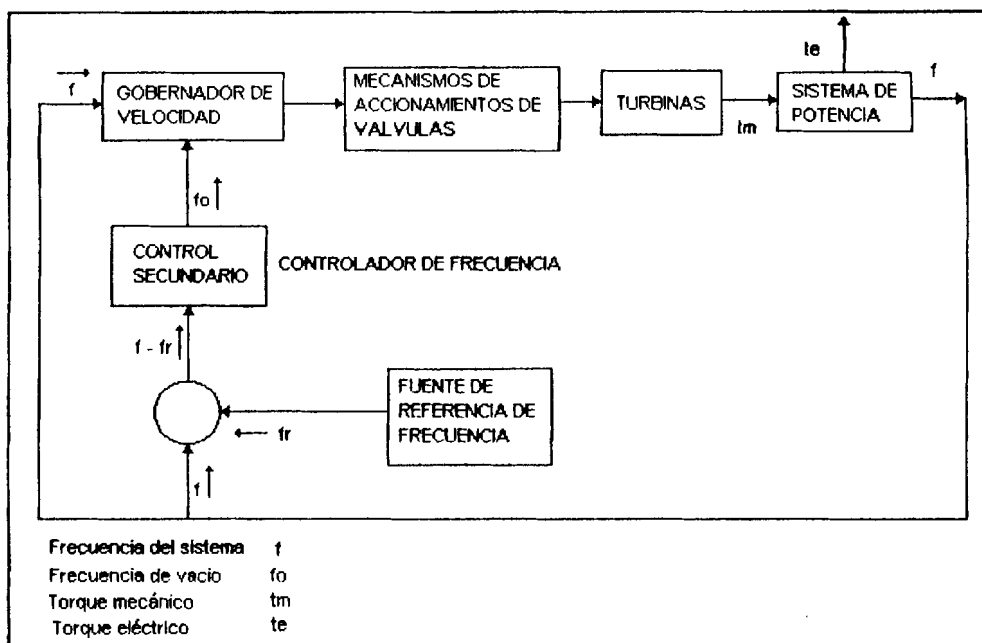 te
f
f
GOBERNADOR DE
VELOCIDAD
MECANISMOS DE
ACCIONAMIENTOS DE
VALVULAS
TURBINAS
tm
SISTEMA DE
POTENCIA
fo
CONTROL
SECUNDARIO
CONTROLADOR DE FRECUENCIA
f - fr
FUENTE DE
REFERENCIA DE
FRECUENCIA
fr
f
Frecuencia del sistema f
Frecuencia de vacio fo
Torque mecánico tm
Torque eléctrico te